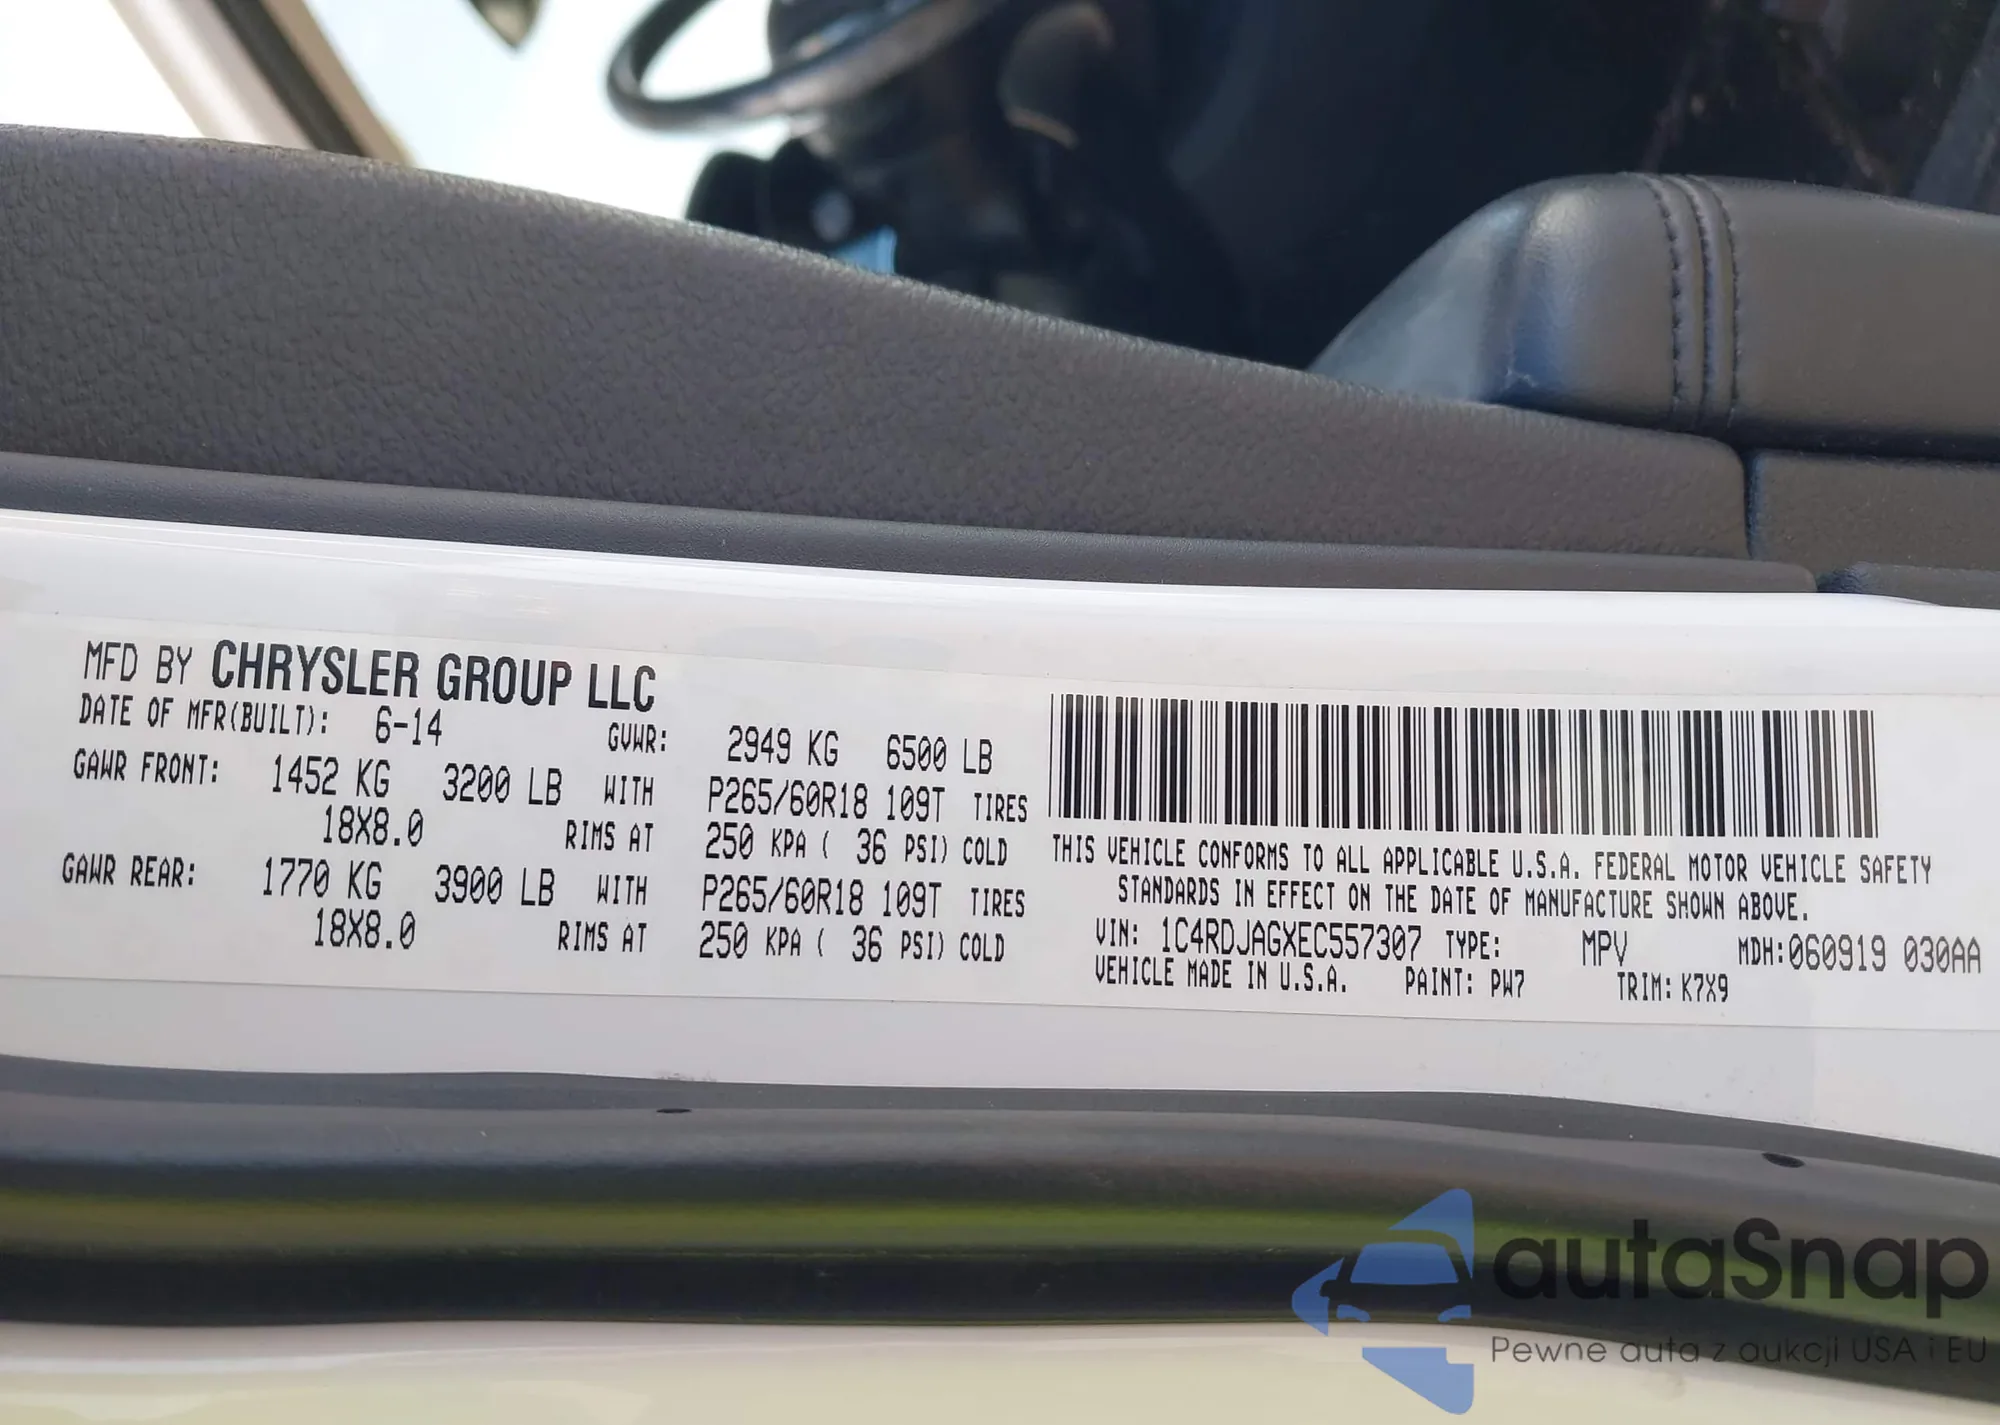 MFD BY CHRYSLER GROUP LLC
DATE OF MFR(BUILT): 6-14 GVWR: 2949 KG 6500 LB
GAWR FRONT: 1452 KG 3200 LB WITH P265/60R18 109T TIRES
18X8.0 RIMS AT 250 KPA ( 36 PSI) COLD
GAWR REAR: 1770 KG 3900 LB WITH P265/60R18 109T TIRES
18X8.0 RIMS AT 250 KPA ( 36 PSI) COLD
THIS VEHICLE CONFORMS TO ALL APPLICABLE U.S.A. FEDERAL MOTOR VEHICLE SAFETY
STANDARDS IN EFFECT ON THE DATE OF MANUFACTURE SHOWN ABOVE.
VIN: 1C4RDJAGXEC557307 TYPE: MPV MDH:060919 030AA
VEHICLE MADE IN U.S.A. PAINT: PW7 TRIM: K7X9
autaSnap
Pewne auta z aukcji USA i EU